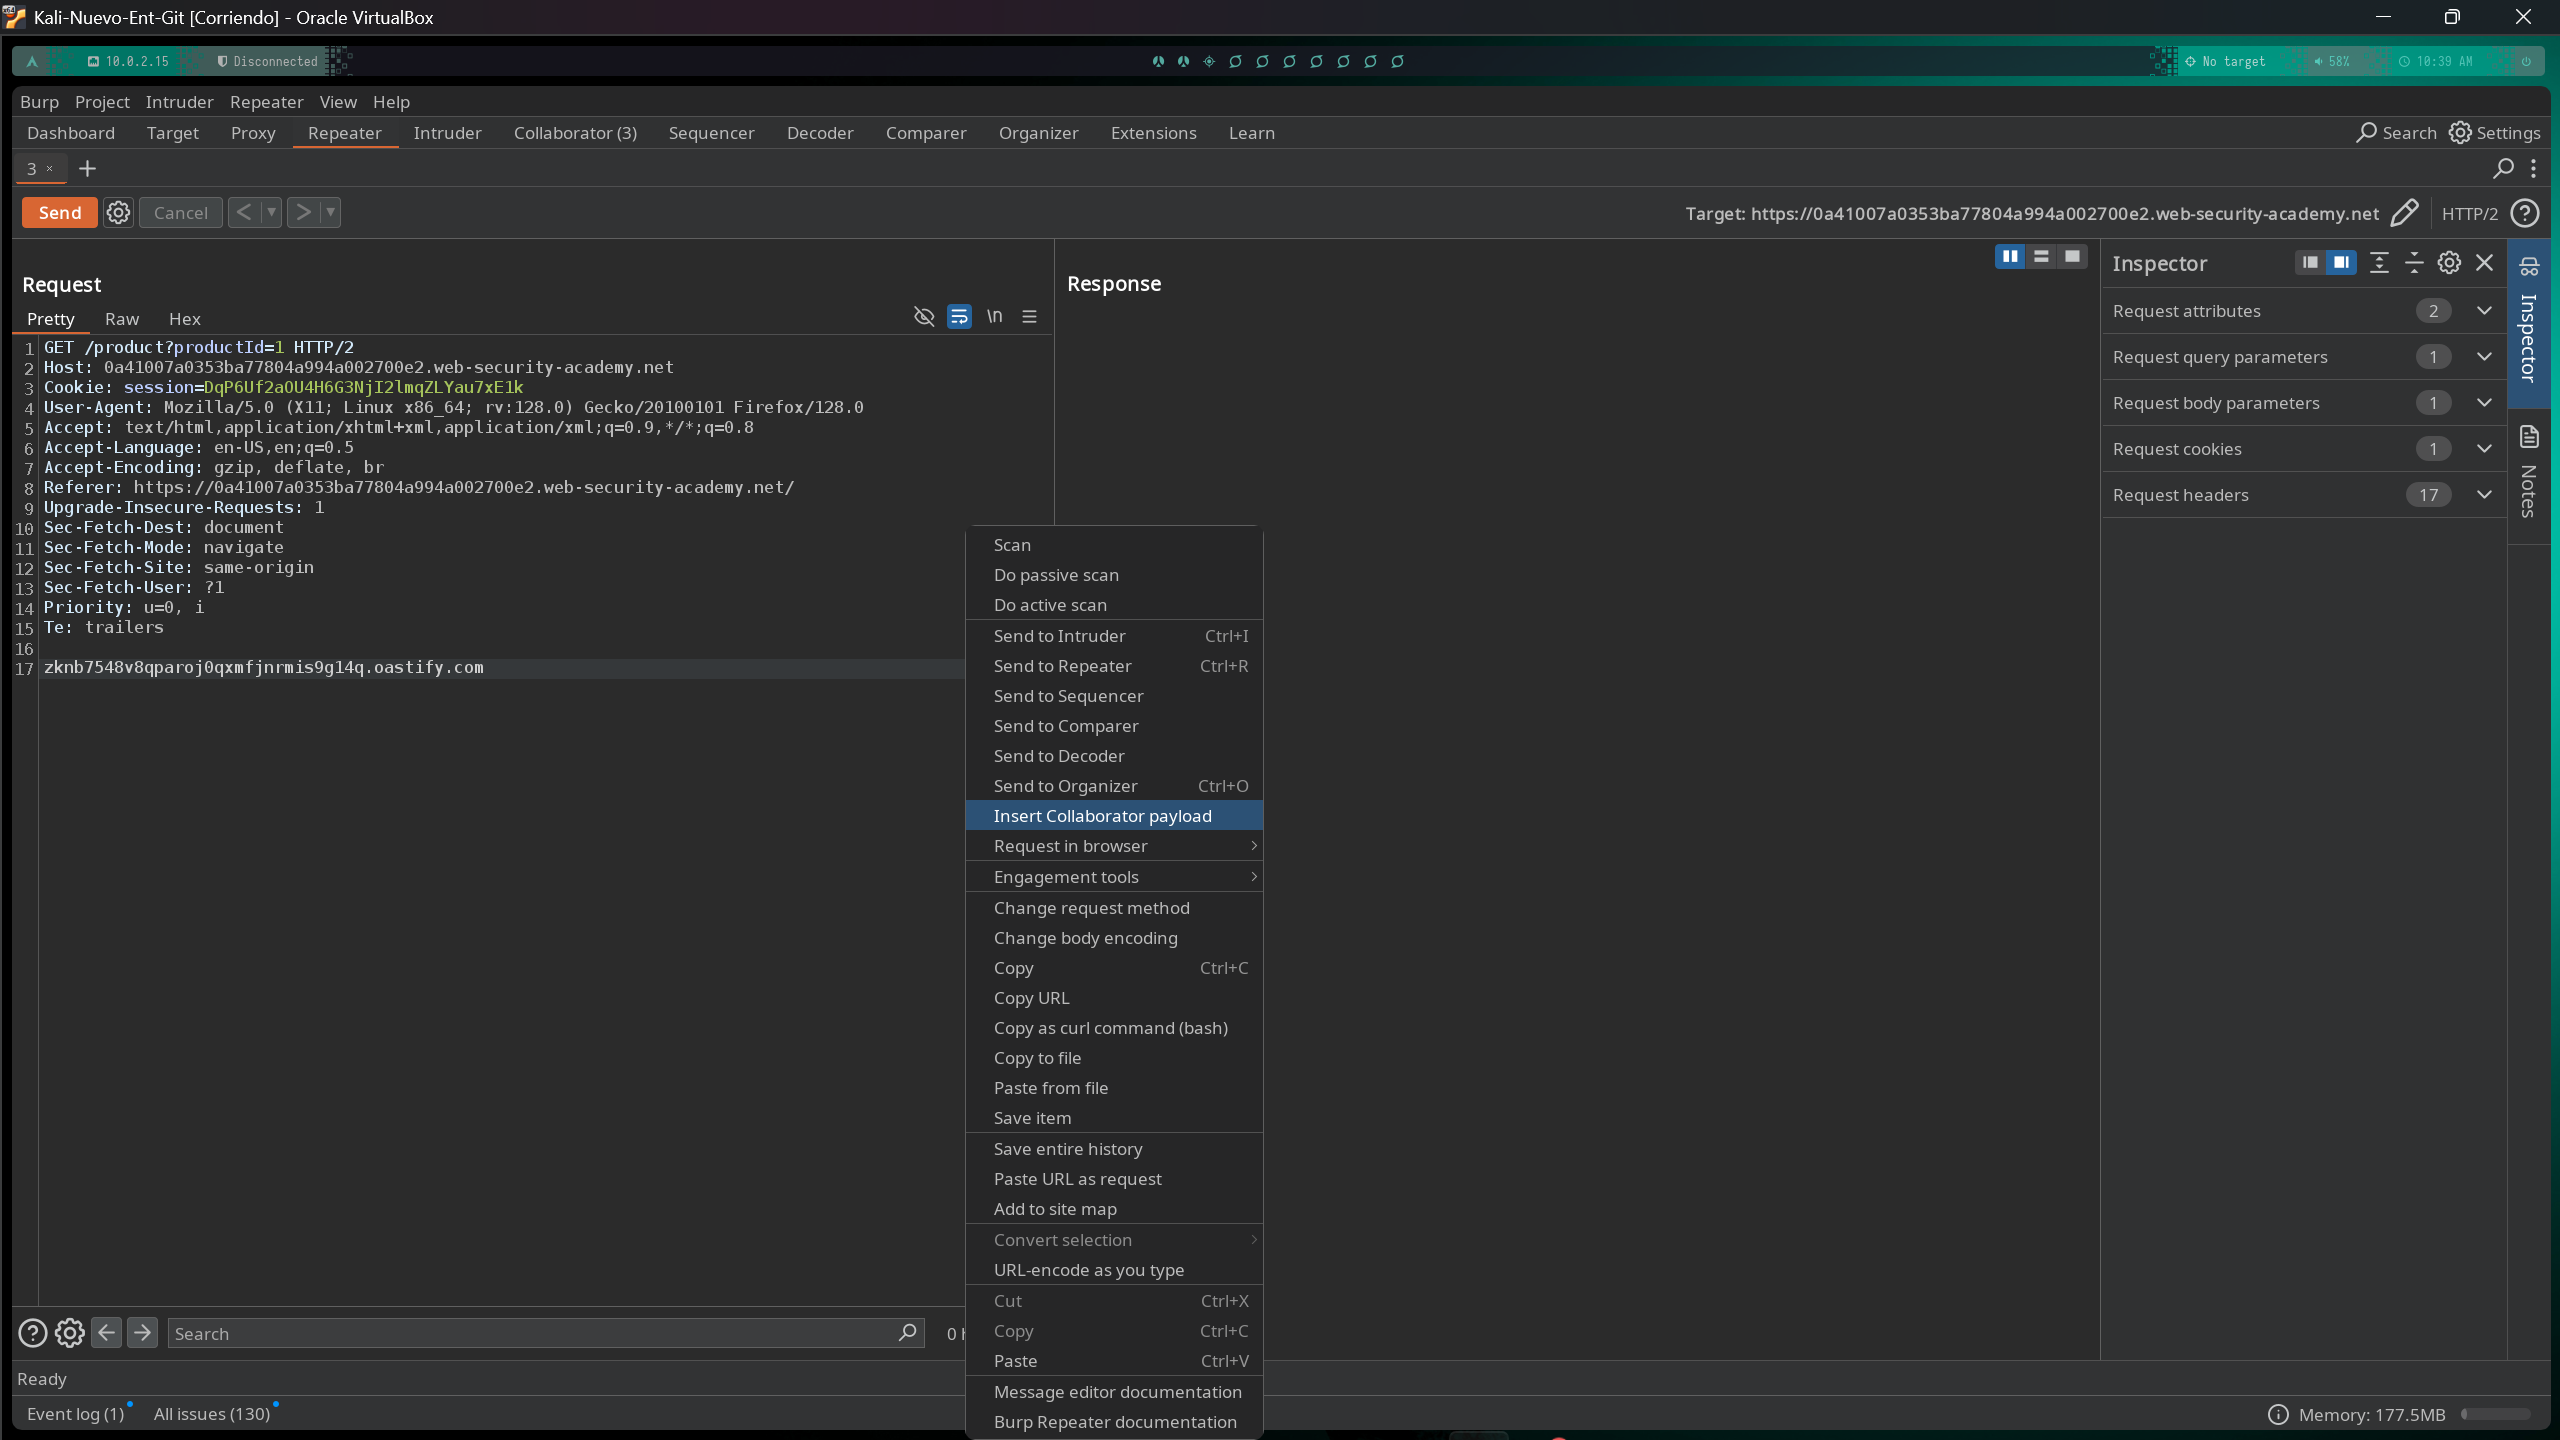 Kali-Nuevo-Ent-Git [Corriendo] - Oracle VirtualBox
10.0.2.15 Disconnected No target 58% 10:39 AM
Burp Project Intruder Repeater View Help
Dashboard Target Proxy Repeater Intruder Collaborator (3) Sequencer Decoder Comparer Organizer Extensions Learn Search Settings
3 × +
Send Cancel < > Target: https://0a41007a0353ba77804a994a002700e2.web-security-academy.net HTTP/2
Request
Pretty Raw Hex \n
1 GET /product?productId=1 HTTP/2
2 Host: 0a41007a0353ba77804a994a002700e2.web-security-academy.net
3 Cookie: session=DqP6Uf2aOU4H6G3NjI2lmqZLYau7xE1k
4 User-Agent: Mozilla/5.0 (X11; Linux x86_64; rv:128.0) Gecko/20100101 Firefox/128.0
5 Accept: text/html,application/xhtml+xml,application/xml;q=0.9,*/*;q=0.8
6 Accept-Language: en-US,en;q=0.5
7 Accept-Encoding: gzip, deflate, br
8 Referer: https://0a41007a0353ba77804a994a002700e2.web-security-academy.net/
9 Upgrade-Insecure-Requests: 1
10 Sec-Fetch-Dest: document
11 Sec-Fetch-Mode: navigate
12 Sec-Fetch-Site: same-origin
13 Sec-Fetch-User: ?1
14 Priority: u=0, i
15 Te: trailers
16
17 zknb7548v8qparoj0qxmfjnrmis9g14q.oastify.com
Response
Scan
Do passive scan
Do active scan
Send to Intruder Ctrl+I
Send to Repeater Ctrl+R
Send to Sequencer
Send to Comparer
Send to Decoder
Send to Organizer Ctrl+O
Insert Collaborator payload
Request in browser
Engagement tools
Change request method
Change body encoding
Copy Ctrl+C
Copy URL
Copy as curl command (bash)
Copy to file
Paste from file
Save item
Save entire history
Paste URL as request
Add to site map
Convert selection
URL-encode as you type
Cut Ctrl+X
Copy Ctrl+C
Paste Ctrl+V
Message editor documentation
Burp Repeater documentation
Inspector
Request attributes 2
Request query parameters 1
Request body parameters 1
Request cookies 1
Request headers 17
Inspector
Notes
Search 0
Ready
Event log (1) All issues (130) Memory: 177.5MB